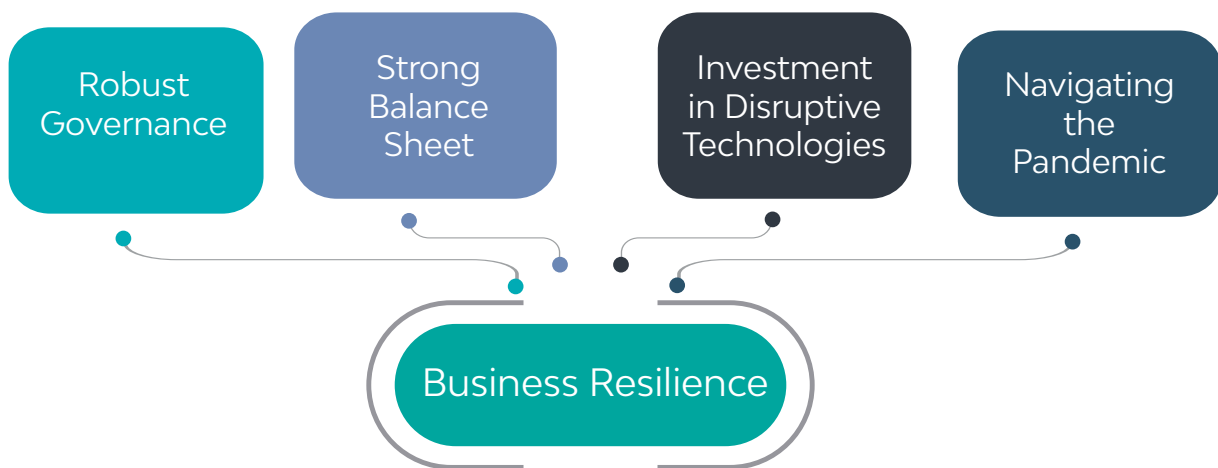 Robust
Governance
Strong
Balance
Sheet
Investment
in Disruptive
Technologies
Navigating
the
Pandemic
Business Resilience